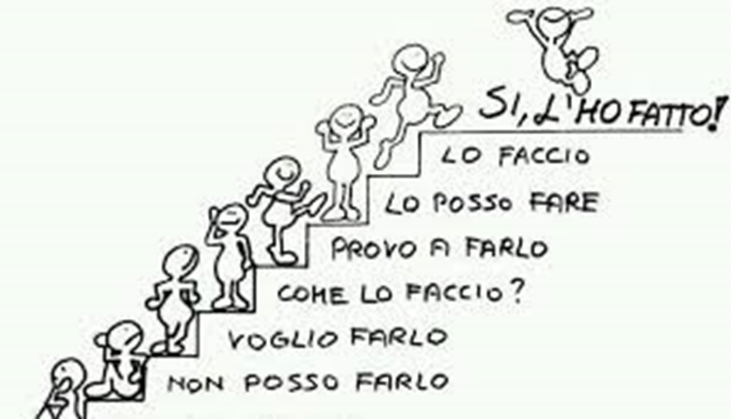 SI, L'HO FATTO!
LO FACCIO
LO POSSO FARE
PROVO A FARLO
COME LO FACCIO?
VOGLIO FARLO
NON POSSO FARLO